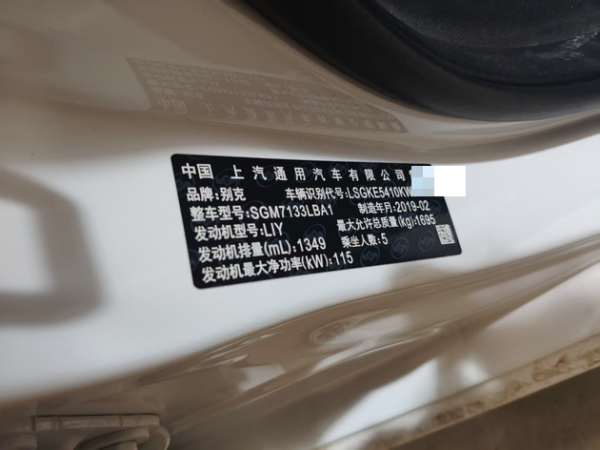 中国 上汽通用汽车有限公司
品牌:别克 车辆识别代号:LSGKE5410KW
整车型号:SGM7133LBA1 制造年月:2019-02
发动机型号:LIY 最大允许总质量(kg):1695
发动机排量(mL):1349 乘坐人数:5
发动机最大净功率(kW):115